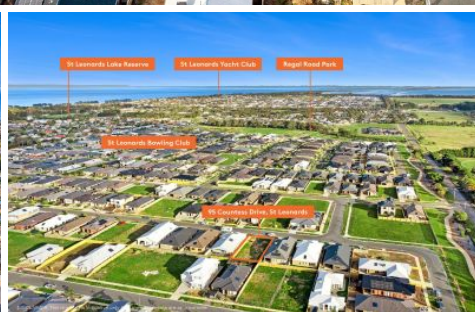 St Leonards Lake Reserve
St Leonards Yacht Club
Regal Road Park
St Leonards Bowling Club
95 Countess Drive, St Leonards